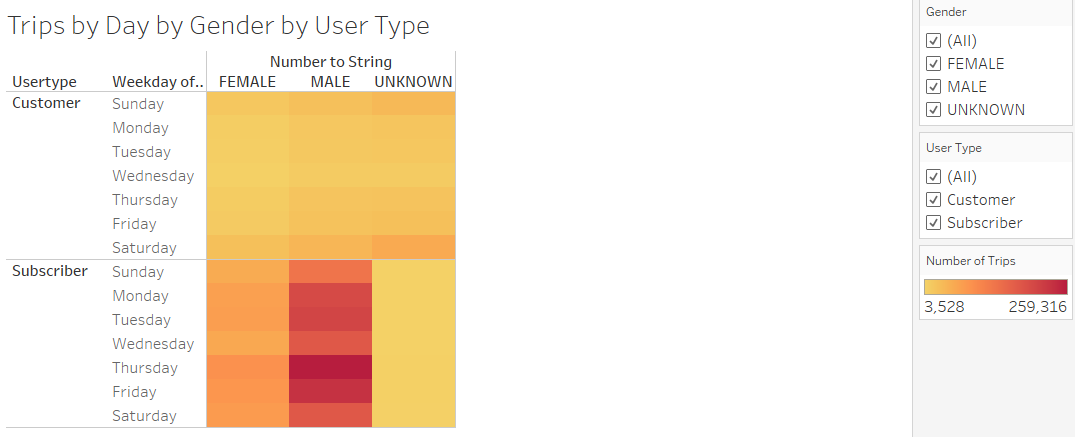 Trips by Day by Gender by User Type
Number to String
Usertype Weekday of.. FEMALE MALE UNKNOWN
Customer Sunday
Monday
Tuesday
Wednesday
Thursday
Friday
Saturday
Subscriber Sunday
Monday
Tuesday
Wednesday
Thursday
Friday
Saturday
Gender
(All)
FEMALE
MALE
UNKNOWN
User Type
(All)
Customer
Subscriber
Number of Trips
3,528 259,316